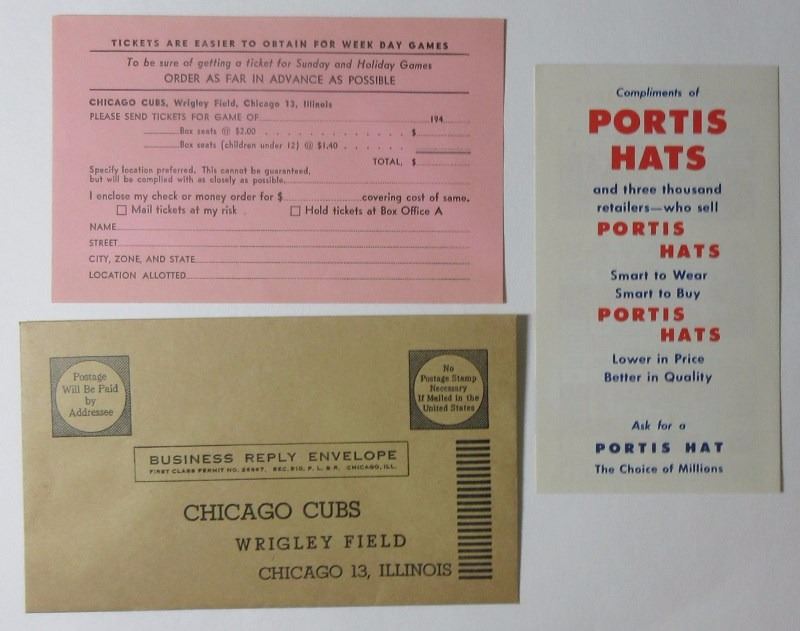 TICKETS ARE EASIER TO OBTAIN FOR WEEK DAY GAMES
To be sure of getting a ticket for Sunday and Holiday Games
ORDER AS FAR IN ADVANCE AS POSSIBLE
CHICAGO CUBS, Wrigley Field, Chicago 13, Illinois
PLEASE SEND TICKETS FOR GAME OF 194
Box seats @ $2.00 $
Box seats (children under 12) @ $1.40
TOTAL, $
Specify location preferred. This cannot be guaranteed,
but will be complied with as closely as possible.
I enclose my check or money order for $ covering cost of same.
Mail tickets at my risk Hold tickets at Box Office A
NAME
STREET
CITY, ZONE, AND STATE
LOCATION ALLOTTED
Compliments of
PORTIS
HATS
and three thousand
retailers—who sell
PORTIS
HATS
Smart to Wear
Smart to Buy
PORTIS
HATS
Lower in Price
Better in Quality
Ask for a
PORTIS HAT
The Choice of Millions
Postage
Will Be Paid
by
Addressee
No
Postage Stamp
Necessary
If Mailed in the
United States
BUSINESS REPLY ENVELOPE
FIRST CLASS PERMIT NO. SEC. 510, P. L. & R. CHICAGO, ILL.
CHICAGO CUBS
WRIGLEY FIELD
CHICAGO 13, ILLINOIS